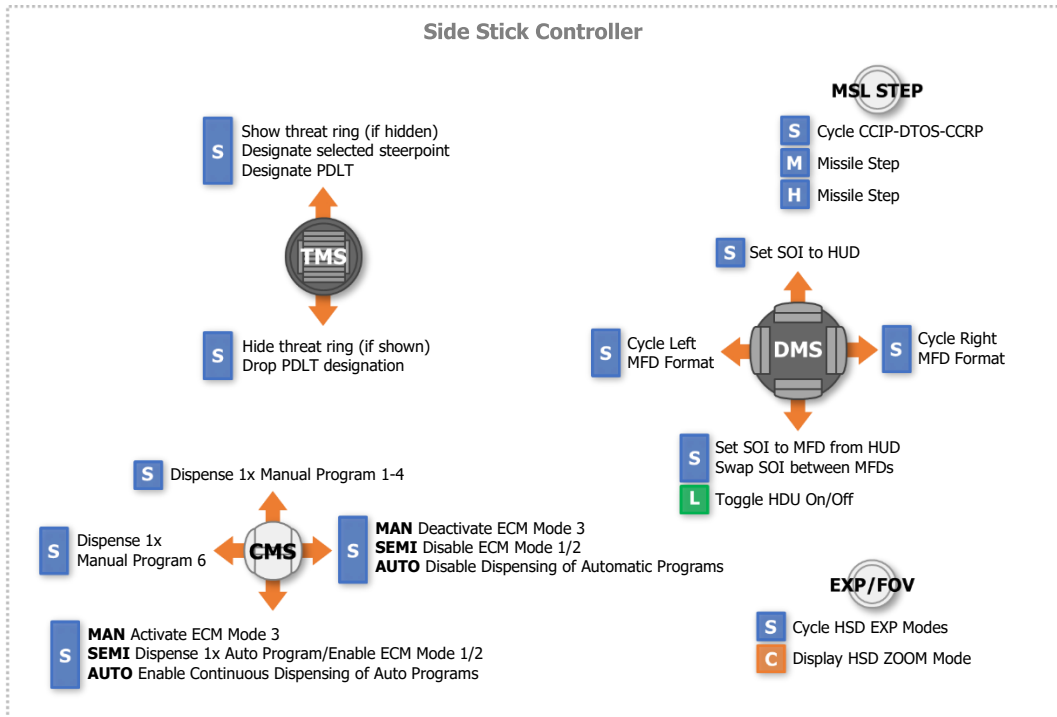 Side Stick Controller
MSL STEP
S Cycle CCIP-DTOS-CCRP
M Missile Step
H Missile Step
S
Show threat ring (if hidden)
Designate selected steerpoint
Designate PDLT
TMS
S
Hide threat ring (if shown)
Drop PDLT designation
S Set SOI to HUD
S
Cycle Left
MFD Format
DMS
S
Cycle Right
MFD Format
S
Set SOI to MFD from HUD
Swap SOI between MFDs
L Toggle HDU On/Off
S Dispense 1x Manual Program 1-4
S
Dispense 1x
Manual Program 6
CMS
S
MAN Deactivate ECM Mode 3
SEMI Disable ECM Mode 1/2
AUTO Disable Dispensing of Automatic Programs
S
MAN Activate ECM Mode 3
SEMI Dispense 1x Auto Program/Enable ECM Mode 1/2
AUTO Enable Continuous Dispensing of Auto Programs
EXP/FOV
S Cycle HSD EXP Modes
C Display HSD ZOOM Mode